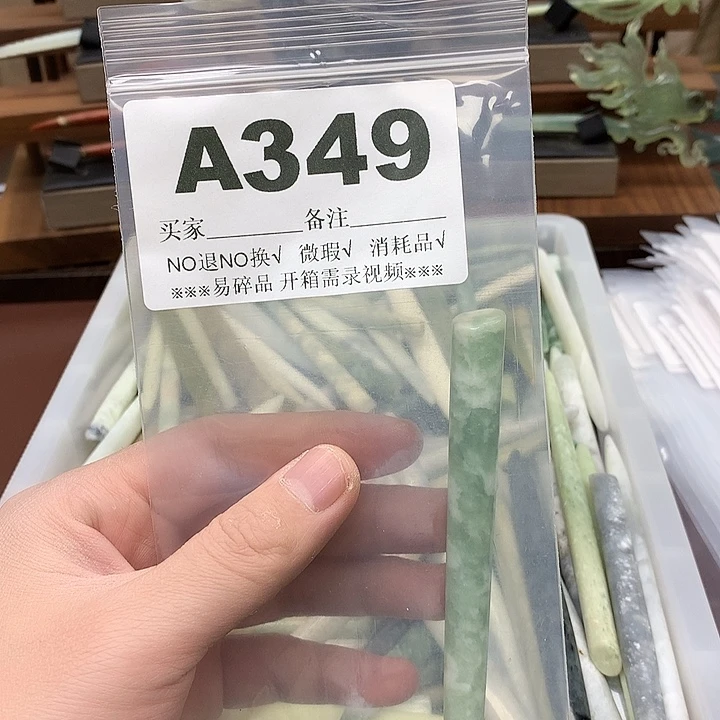 A349
买家________备注________
NO退NO换√ 微瑕√ 消耗品√
※※※易碎品 开箱需录视频※※※